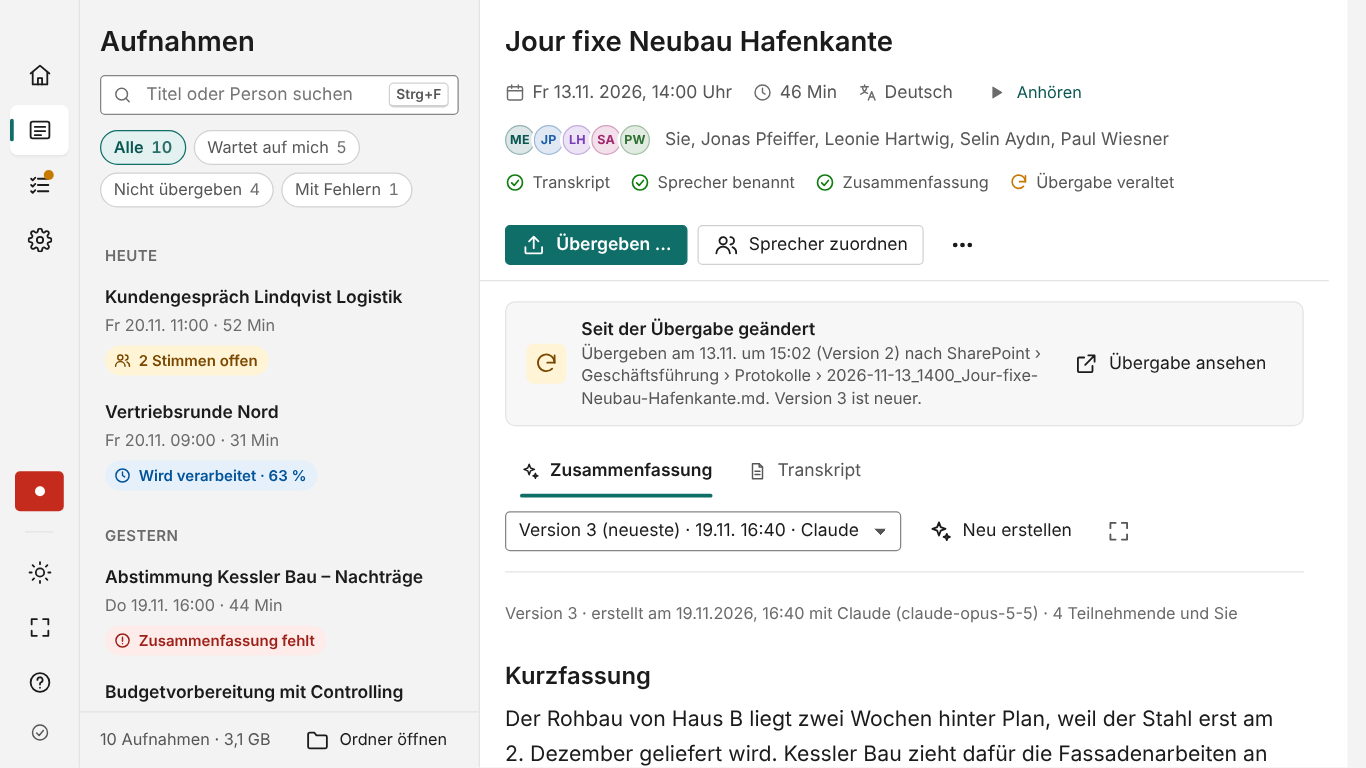 Aufnahmen
Titel oder Person suchen
Strg+F
Alle 10
Wartet auf mich 5
Nicht übergeben 4
Mit Fehlern 1
HEUTE
Kundengespräch Lindqvist Logistik
Fr 20.11. 11:00 · 52 Min
2 Stimmen offen
Vertriebsrunde Nord
Fr 20.11. 09:00 · 31 Min
Wird verarbeitet · 63 %
GESTERN
Abstimmung Kessler Bau – Nachträge
Do 19.11. 16:00 · 44 Min
Zusammenfassung fehlt
Budgetvorbereitung mit Controlling
10 Aufnahmen · 3,1 GB
Ordner öffnen
Jour fixe Neubau Hafenkante
Fr 13.11. 2026, 14:00 Uhr
46 Min
Deutsch
Anhören
ME JP LH SA PW
Sie, Jonas Pfeiffer, Leonie Hartwig, Selin Aydın, Paul Wiesner
Transkript
Sprecher benannt
Zusammenfassung
Übergabe veraltet
Übergeben ...
Sprecher zuordnen
Seit der Übergabe geändert
Übergeben am 13.11. um 15:02 (Version 2) nach SharePoint ›
Geschäftsführung › Protokolle › 2026-11-13_1400_Jour-fixe-
Neubau-Hafenkante.md. Version 3 ist neuer.
Übergabe ansehen
Zusammenfassung
Transkript
Version 3 (neueste) · 19.11. 16:40 · Claude
Neu erstellen
Version 3 · erstellt am 19.11.2026, 16:40 mit Claude (claude-opus-5-5) · 4 Teilnehmende und Sie
Kurzfassung
Der Rohbau von Haus B liegt zwei Wochen hinter Plan, weil der Stahl erst am
2. Dezember geliefert wird. Kessler Bau zieht dafür die Fassadenarbeiten an